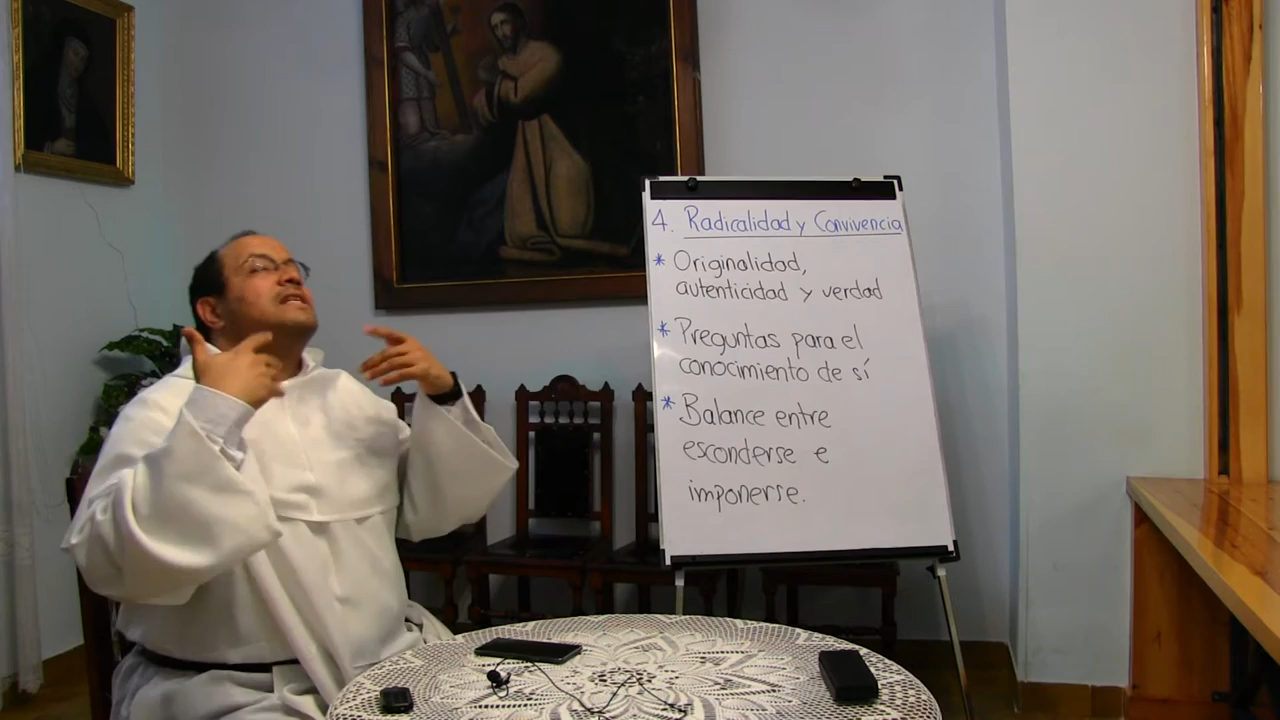 4. Radicalidad y Convivencia
* Originalidad,
autenticidad y verdad
* Preguntas para el
conocimiento de sí
* Balance entre
esconderse e
imponerse.